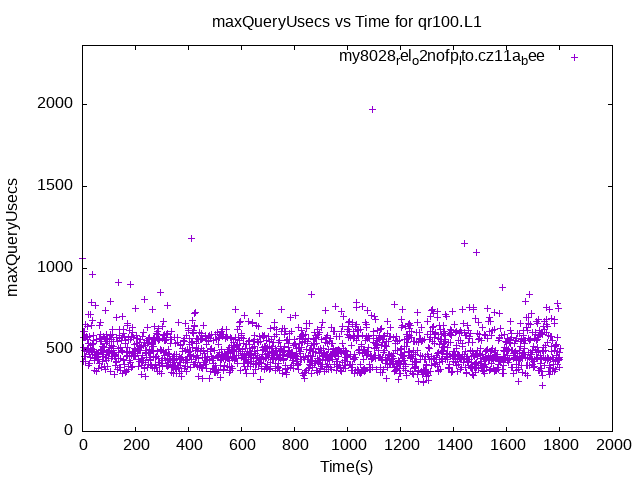 maxQueryUsecs vs Time for qr100.L1
my8028relo2nofplto.cz11abee
2000
1500
1000
500
0
maxQueryUsecs
0 200 400 600 800 1000 1200 1400 1600 1800 2000
Time(s)